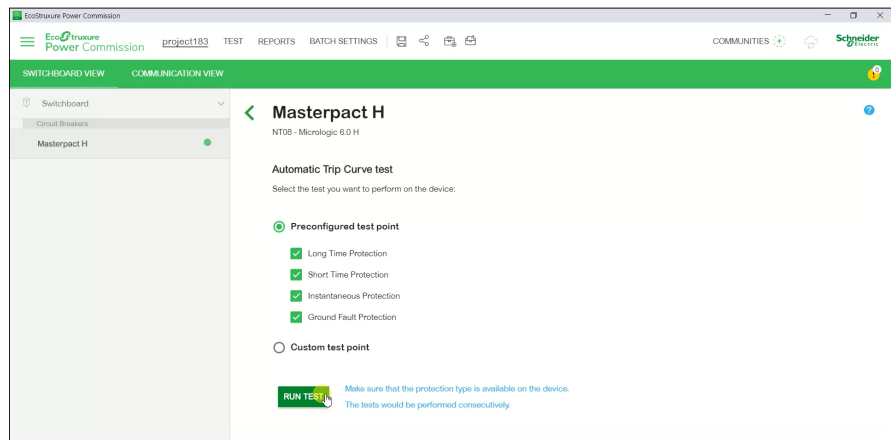 EcoStruxure Power Commission
EcoStruxure
Power Commission
project183 TEST REPORTS BATCH SETTINGS COMMUNITIES
Schneider
Electric
SWITCHBOARD VIEW COMMUNICATION VIEW
Switchboard
Circuit Breakers
Masterpact H
Masterpact H
NT08 - Micrologic 6.0 H
Automatic Trip Curve test
Select the test you want to perform on the device:
Preconfigured test point
Long Time Protection
Short Time Protection
Instantaneous Protection
Ground Fault Protection
Custom test point
RUN TEST
Make sure that the protection type is available on the device.
The tests would be performed consecutively.